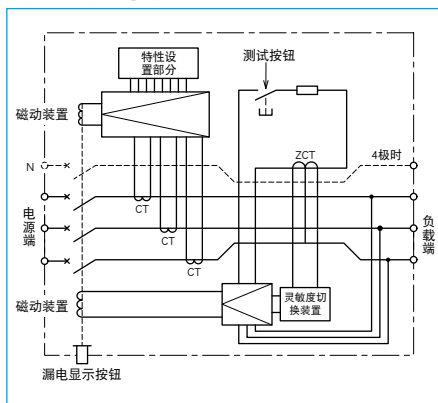 特性设
置部分
测试按钮
磁动装置
ZCT
4极时
N
CT
电源端
CT
负载端
CT
磁动装置
灵敏度切
换装置
漏电显示按钮